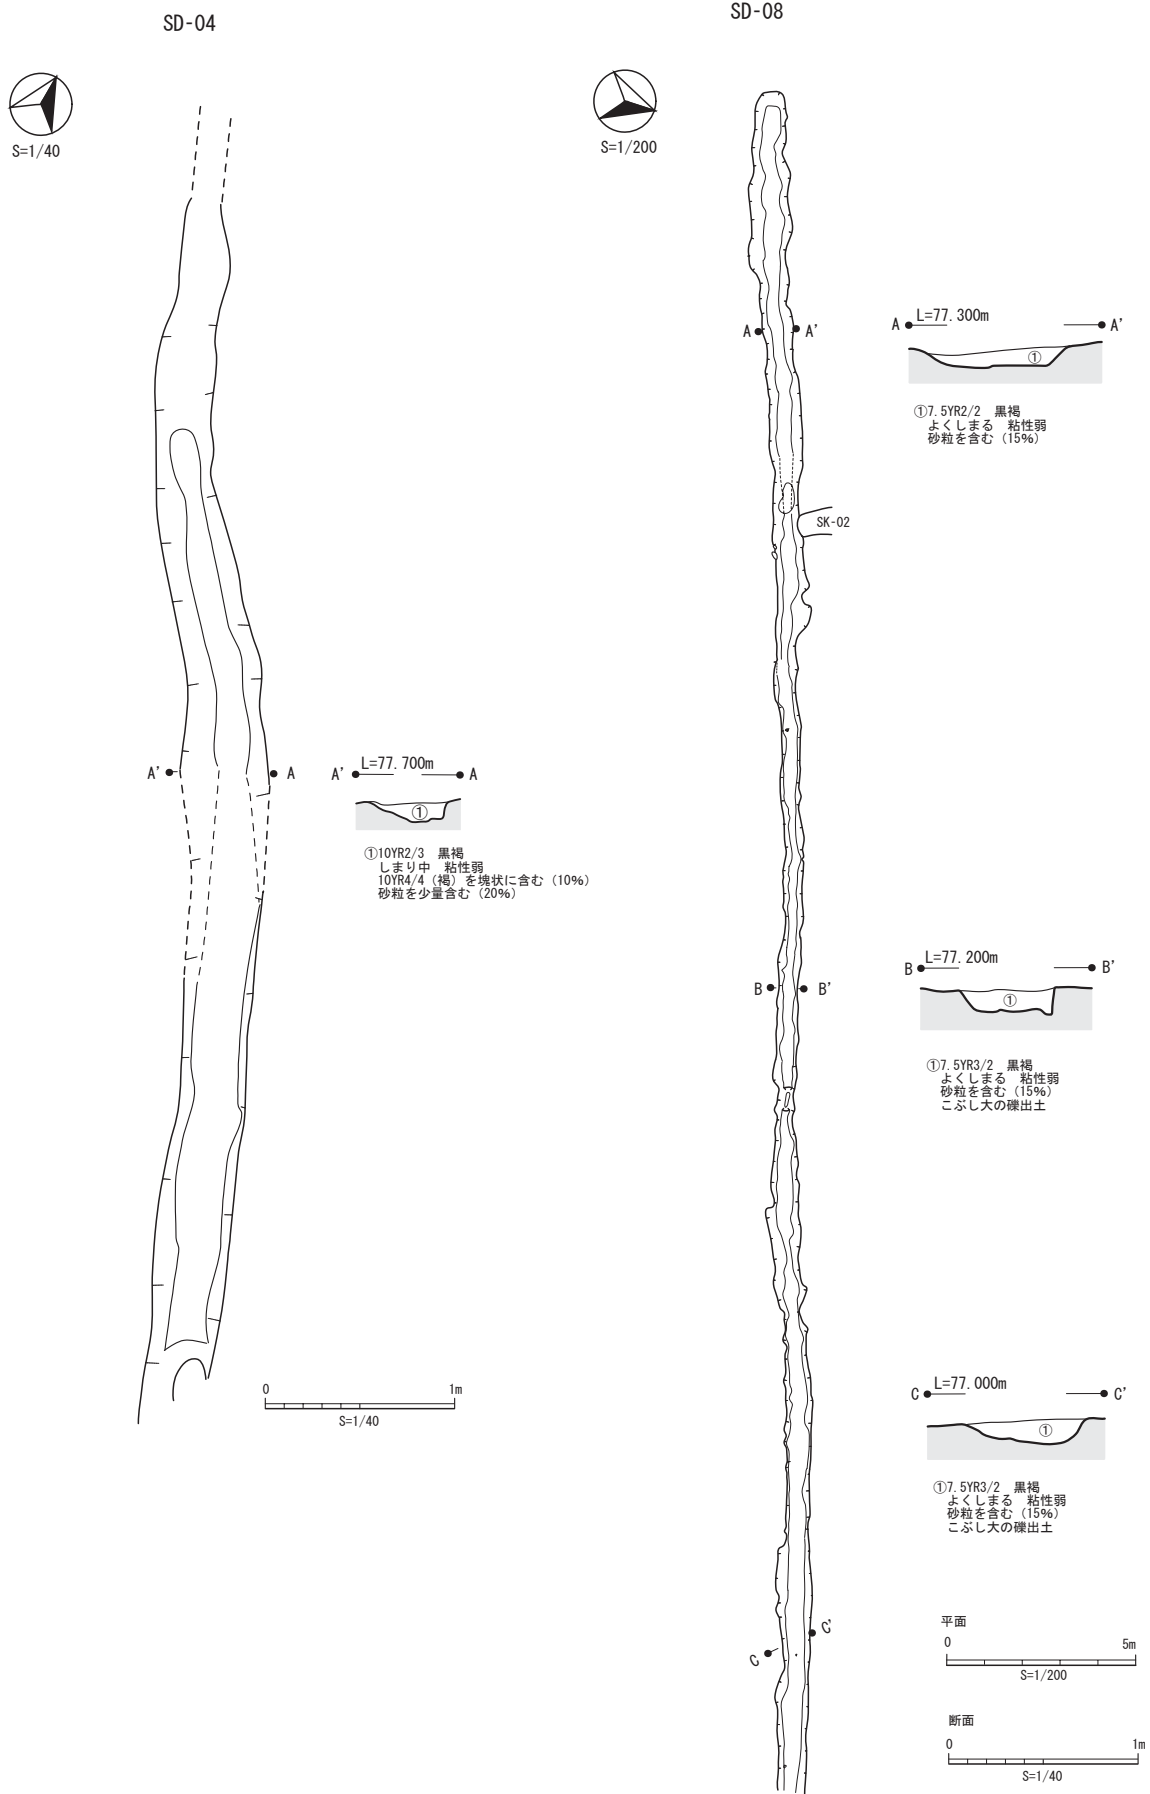 SD-04
S=1/40
A'
A
A'
L=77.700m
A
①
①10YR2/3 黒褐
しまり中 粘性弱
10YR4/4（褐）を塊状に含む（10%）
砂粒を少量含む（20%）
0
1m
S=1/40
SD-08
S=1/200
A
A'
SK-02
B
B'
C
C'
A
L=77.300m
A'
①
①7.5YR2/2 黒褐
よくしまる 粘性弱
砂粒を含む（15%）
B
L=77.200m
B'
①
①7.5YR3/2 黒褐
よくしまる 粘性弱
砂粒を含む（15%）
こぶし大の礫出土
C
L=77.000m
C'
①
①7.5YR3/2 黒褐
よくしまる 粘性弱
砂粒を含む（15%）
こぶし大の礫出土
平面
0
5m
S=1/200
断面
0
1m
S=1/40